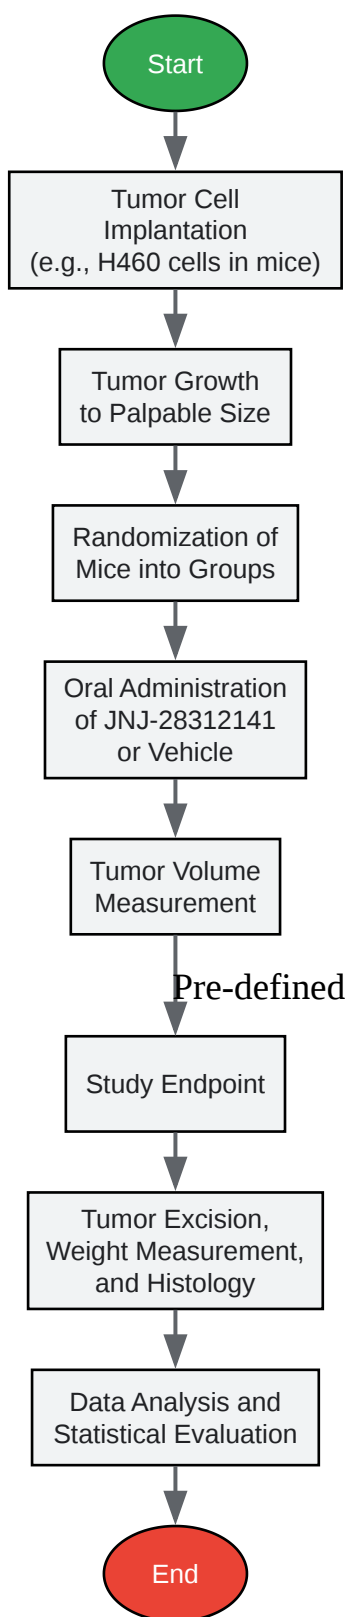 Start
Tumor Cell
Implantation
(e.g., H460 cells in mice)
Tumor Growth
to Palpable Size
Randomization of
Mice into Groups
Oral Administration
of JNJ-28312141
or Vehicle
Tumor Volume
Measurement
Pre-defined
Study Endpoint
Tumor Excision,
Weight Measurement,
and Histology
Data Analysis and
Statistical Evaluation
End